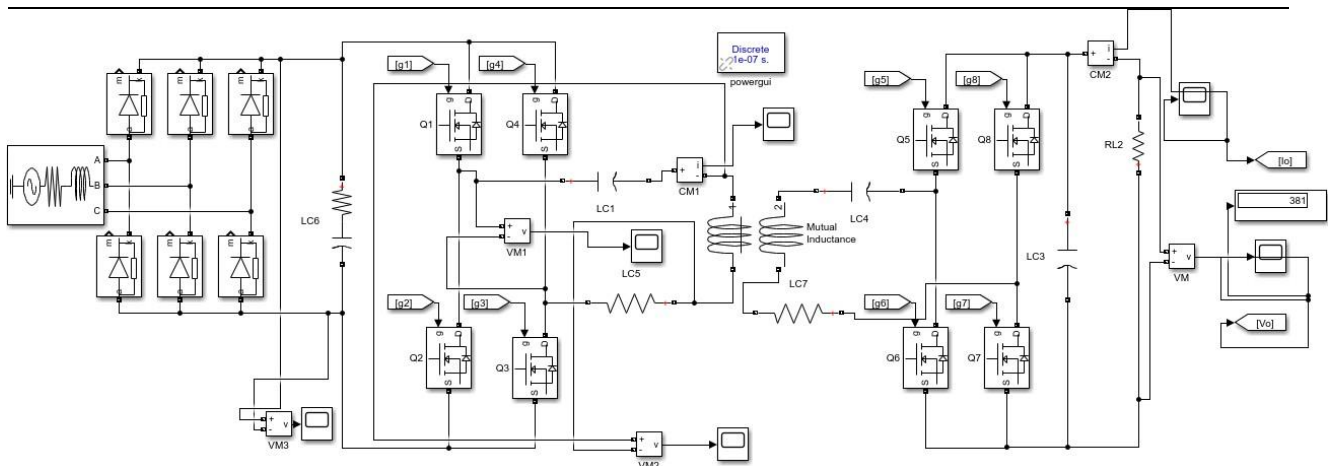 [g1]
[g4]
Discrete
1e-07 s.
powergui
[g5]
[g8]
i
+
-
CM2
m
k
m
k
m
k
g
D
Q1
S
g
D
Q4
S
g
D
Q5
S
g
D
Q8
S
RL2
[Io]
A
B
C
LC6
LC1
+
i
-
CM1
1
2
Mutual
Inductance
LC4
381
+
-
v
VM1
LC5
LC7
LC3
+
-
v
VM
[g2]
[g3]
[g6]
[g7]
[Vo]
g
D
Q2
S
g
D
Q3
S
g
D
Q6
S
g
D
Q7
S
+
-
v
VM3
+
-
v
VM2